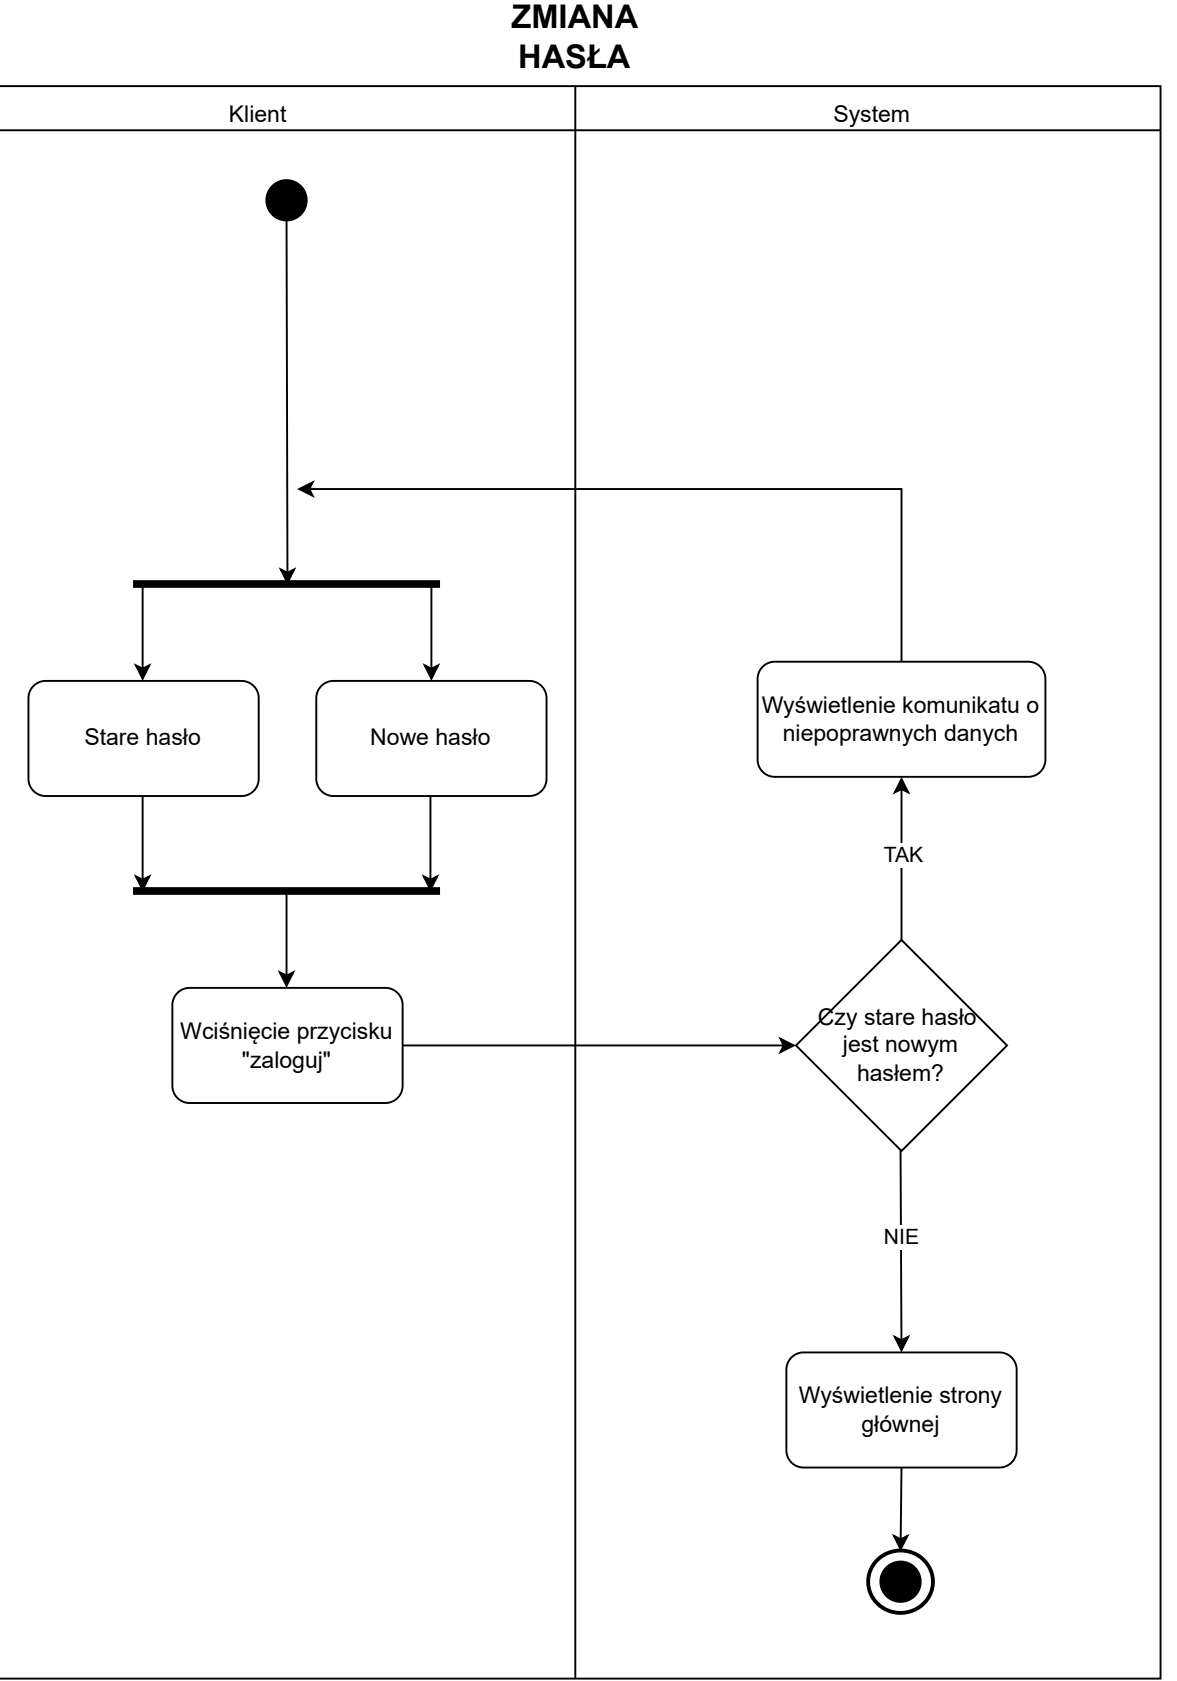 ZMIANA
HASŁA
Klient
System
Stare hasło
Nowe hasło
Wyświetlenie komunikatu o
niepoprawnych danych
TAK
Wciśnięcie przycisku
"zaloguj"
Czy stare hasło
jest nowym
hasłem?
NIE
Wyświetlenie strony
głównej